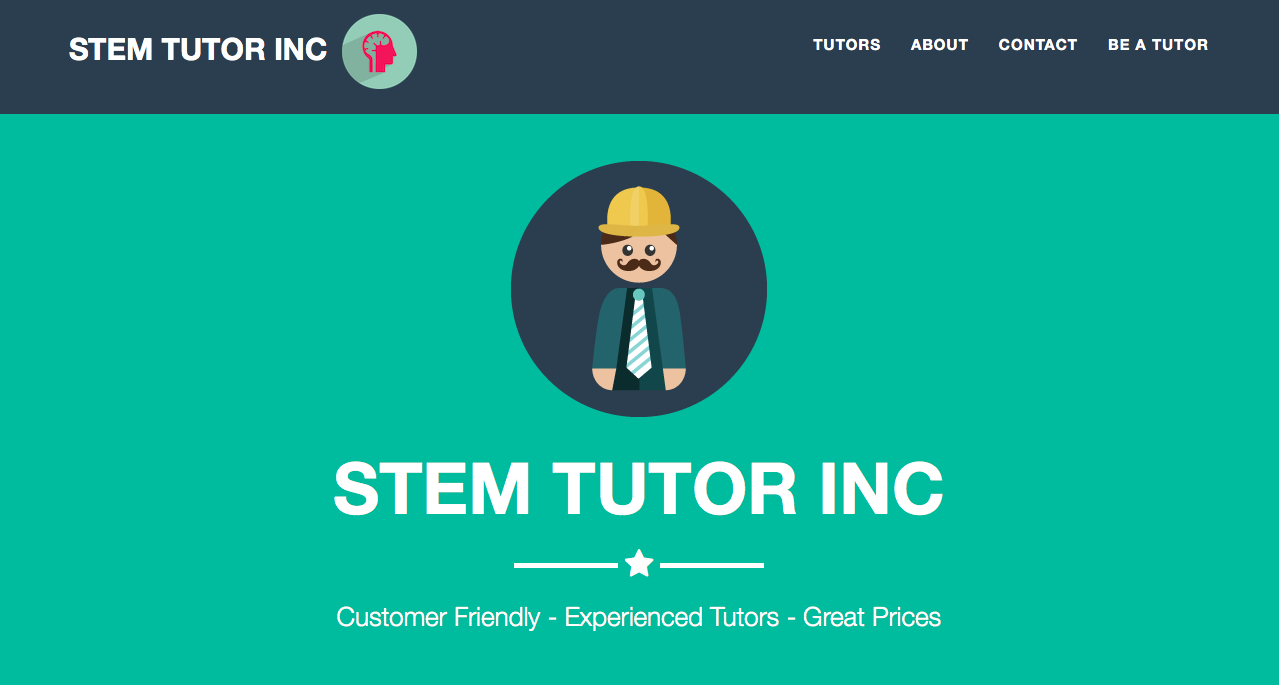 STEM TUTOR INC
TUTORS ABOUT CONTACT BE A TUTOR
STEM TUTOR INC
Customer Friendly - Experienced Tutors - Great Prices